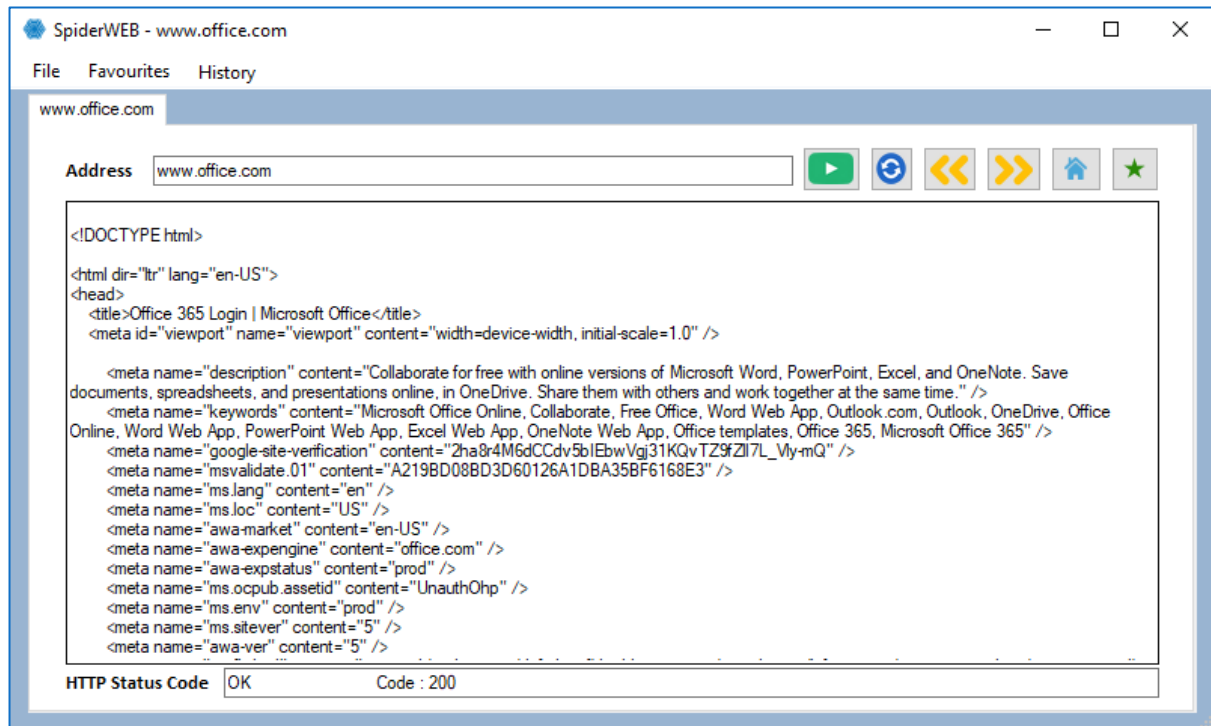 SpiderWEB - www.office.com
File Favourites History
www.office.com
Address www.office.com
<!DOCTYPE html>
<html dir="ltr" lang="en-US">
<head>
<title>Office 365 Login | Microsoft Office</title>
<meta id="viewport" name="viewport" content="width=device-width, initial-scale=1.0" />
<meta name="description" content="Collaborate for free with online versions of Microsoft Word, PowerPoint, Excel, and OneNote. Save
documents, spreadsheets, and presentations online, in OneDrive. Share them with others and work together at the same time." />
<meta name="keywords" content="Microsoft Office Online, Collaborate, Free Office, Word Web App, Outlook.com, Outlook, OneDrive, Office
Online, Word Web App, PowerPoint Web App, Excel Web App, OneNote Web App, Office templates, Office 365, Microsoft Office 365" />
<meta name="google-site-verification" content="2ha8r4M6dCCdv5bIEbwVgj31KQvTZ9fZII7L_Vly-mQ" />
<meta name="msvalidate.01" content="A219BD08BD3D60126A1DBA35BF6168E3" />
<meta name="ms.lang" content="en" />
<meta name="ms.loc" content="US" />
<meta name="awa-market" content="en-US" />
<meta name="awa-expengine" content="office.com" />
<meta name="awa-expstatus" content="prod" />
<meta name="ms.ocpub.assetid" content="UnauthOhp" />
<meta name="ms.env" content="prod" />
<meta name="ms.sitever" content="5" />
<meta name="awa-ver" content="5" />
HTTP Status Code OK Code : 200